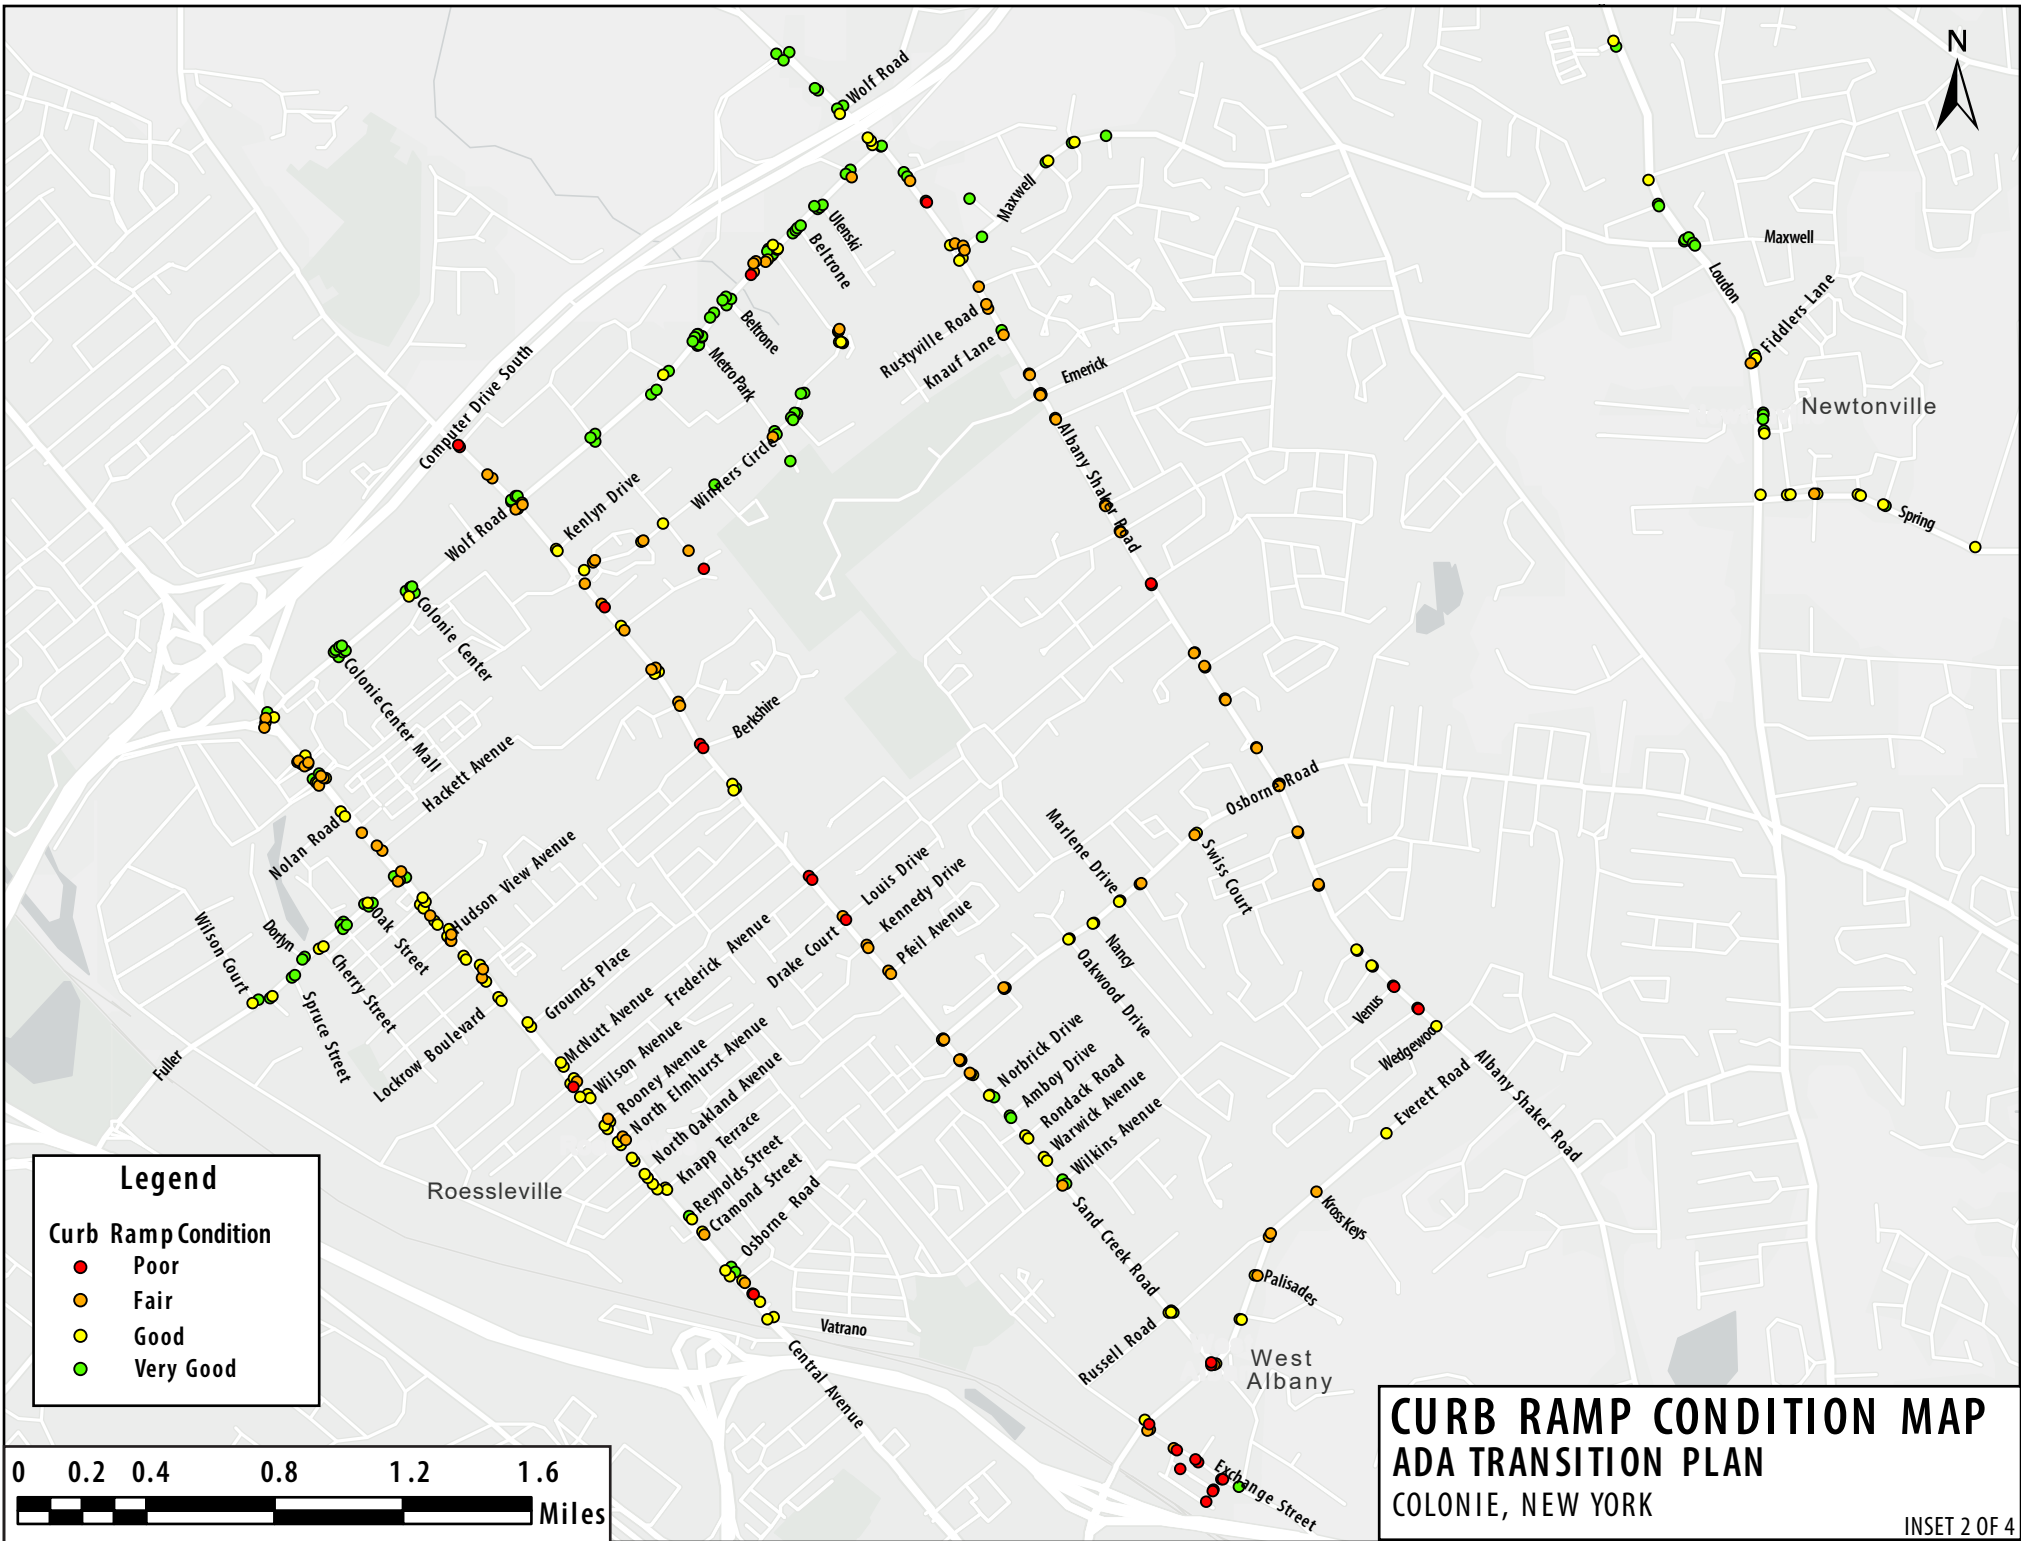 N
Wolf Road
Maxwell
Ulenski
Beltrone
Maxwell
Loudon
Fiddlers Lane
Rustyville Road
Beltrone
Knauf Lane
Metro Park
Emerick
Computer Drive South
Newtonville
Albany Shaker Road
Winners Circle
Kenlyn Drive
Wolf Road
Spring
Colonie Center
Colonie Center Mall
Berkshire
Hackett Avenue
Osborne Road
Nolan Road
Marlene Drive
Swiss Court
Hudson View Avenue
Louis Drive
Kennedy Drive
Pfeil Avenue
Drake Court
Frederick Avenue
Oak Street
Wilson Court
Dorlyn
Cherry Street
Spruce Street
Grounds Place
Nancy
Oakwood Drive
Venus
Wedgewood
Lockrow Boulevard
McNutt Avenue
Wilson Avenue
Rooney Avenue
North Elmhurst Avenue
North Oakland Avenue
Knapp Terrace
Reynolds Street
Cramond Street
Osborne Road
Norbrick Drive
Amboy Drive
Rondack Road
Warwick Avenue
Wilkins Avenue
Fuller
Everett Road
Albany Shaker Road
Roessleville
Kross Keys
Sand Creek Road
Palisades
Vatrano
Russell Road
Central Avenue
West
Albany
Exchange Street
Legend
Curb Ramp Condition
Poor
Fair
Good
Very Good
0 0.2 0.4 0.8 1.2 1.6
Miles
CURB RAMP CONDITION MAP
ADA TRANSITION PLAN
COLONIE, NEW YORK
INSET 2 OF 4